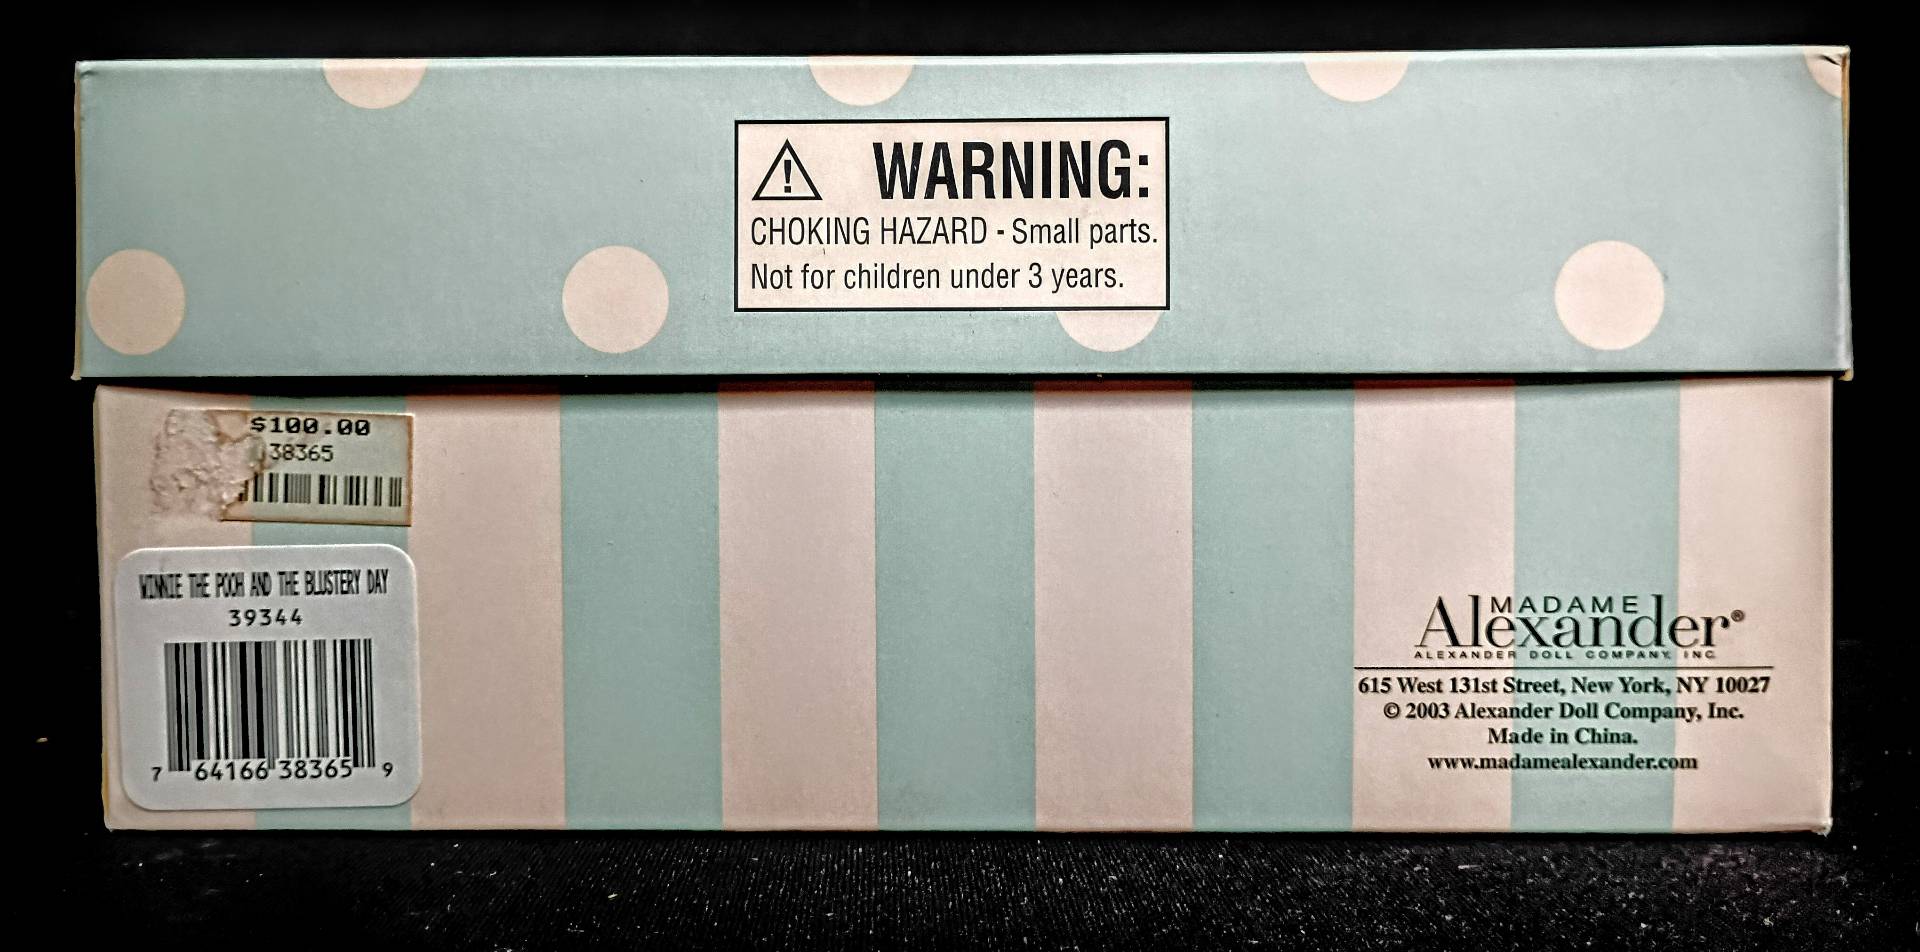 WARNING:
CHOKING HAZARD - Small parts.
Not for children under 3 years.
$100.00
38365
WINNIE THE POOH AND THE BLUSTERY DAY
39344
7 64166 38365 9
MADAME
Alexander®
ALEXANDER DOLL COMPANY, INC.
615 West 131st Street, New York, NY 10027
© 2003 Alexander Doll Company, Inc.
Made in China.
www.madamealexander.com